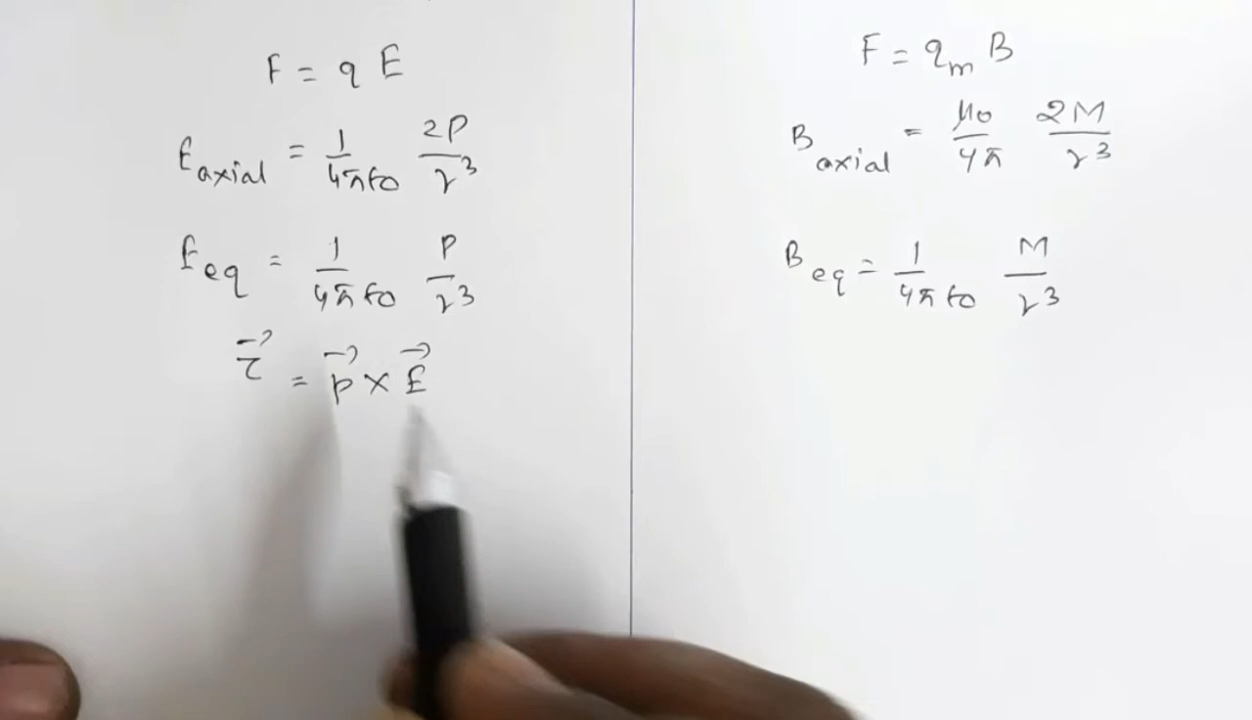 F = q E
E axial = 1/4πε0 2P/r³
E eq = 1/4πε0 P/r³
τ⃗ = p⃗ × E⃗
F = qm B
B axial = μ0/4π 2M/r³
B eq = 1/4πε0 M/r³